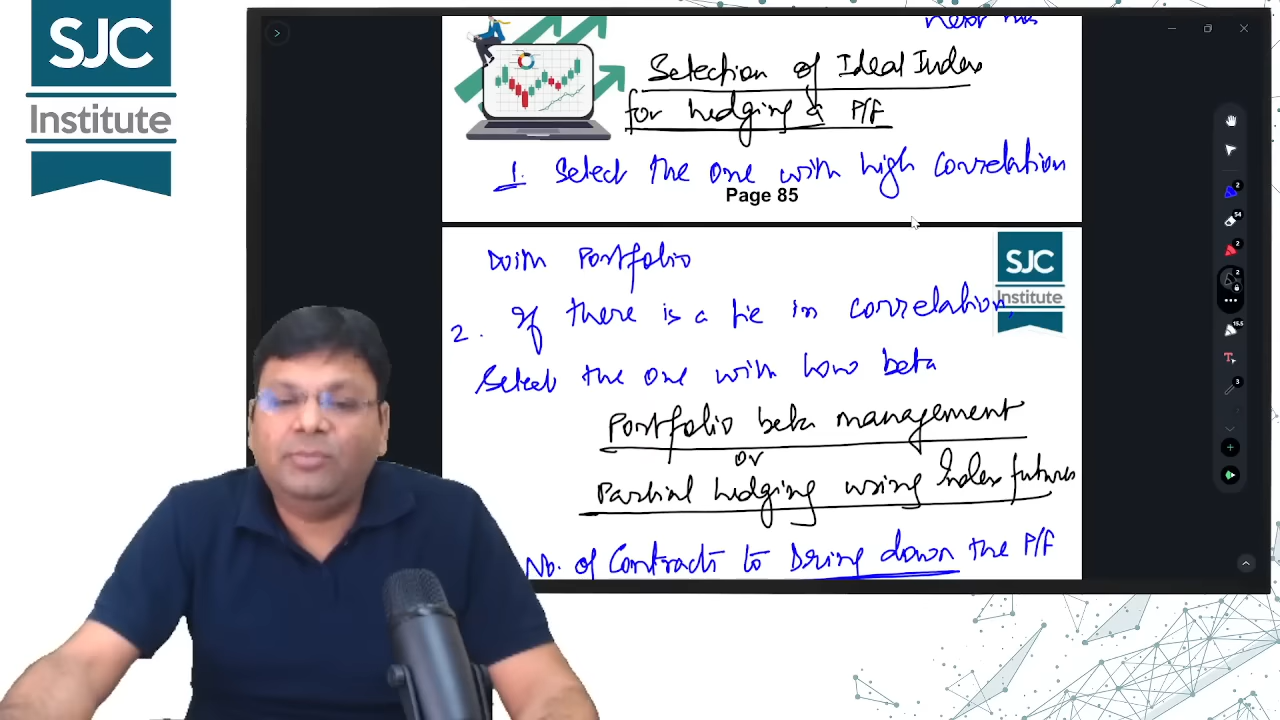 SJC
Institute
Selection of Ideal Index
for hedging a P/F
1. Select the one with high Correlation
Page 85
with Portfolio
SJC
Institute
2. If there is a tie in correlation,
Select the one with low beta
Portfolio beta management
or
Partial hedging using Index futures
No. of Contracts to Bring down the P/F